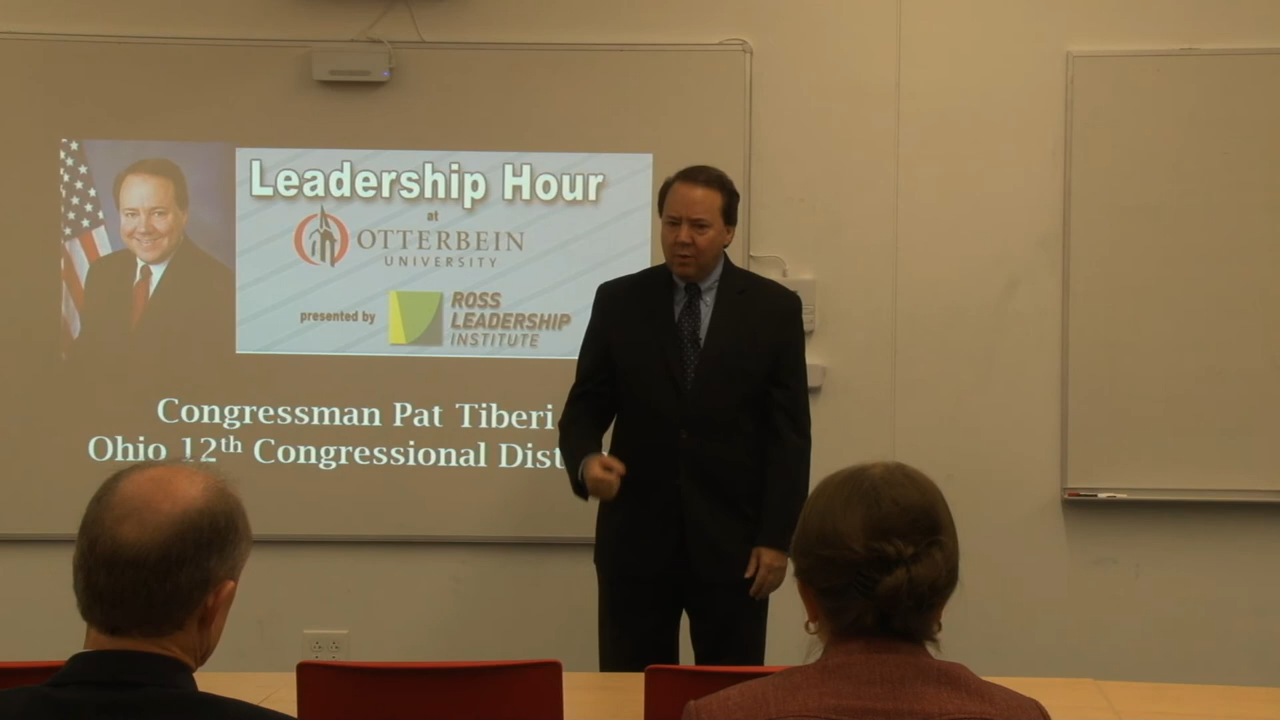 Leadership Hour
at
OTTERBEIN
UNIVERSITY
presented by
ROSS
LEADERSHIP
INSTITUTE
Congressman Pat Tiberi
Ohio 12th Congressional Dist